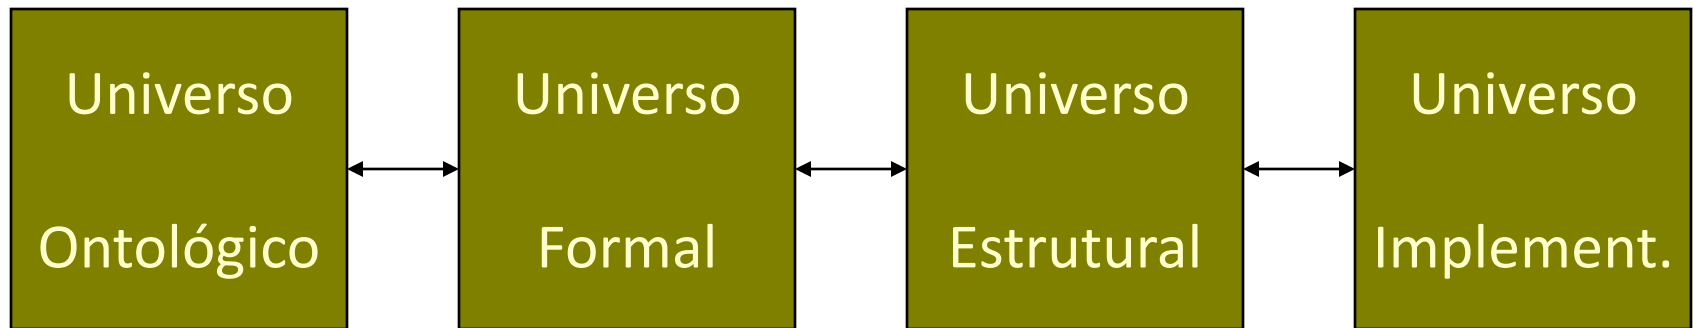 Universo
Ontológico
Universo
Formal
Universo
Estrutural
Universo
Implement.